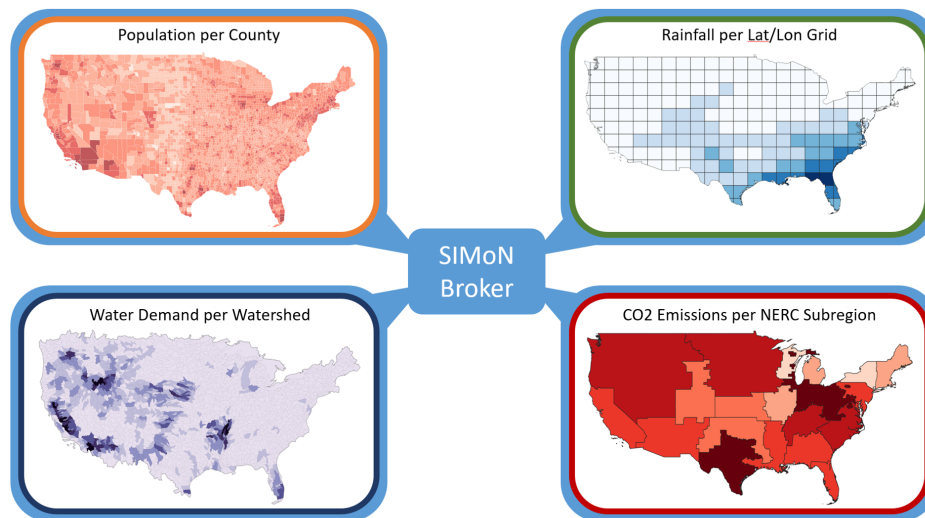 Population per County
Rainfall per Lat/Lon Grid
SIMoN
Broker
Water Demand per Watershed
CO2 Emissions per NERC Subregion